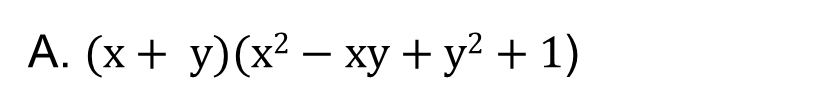 A. (x + y)(x² − xy + y² + 1)